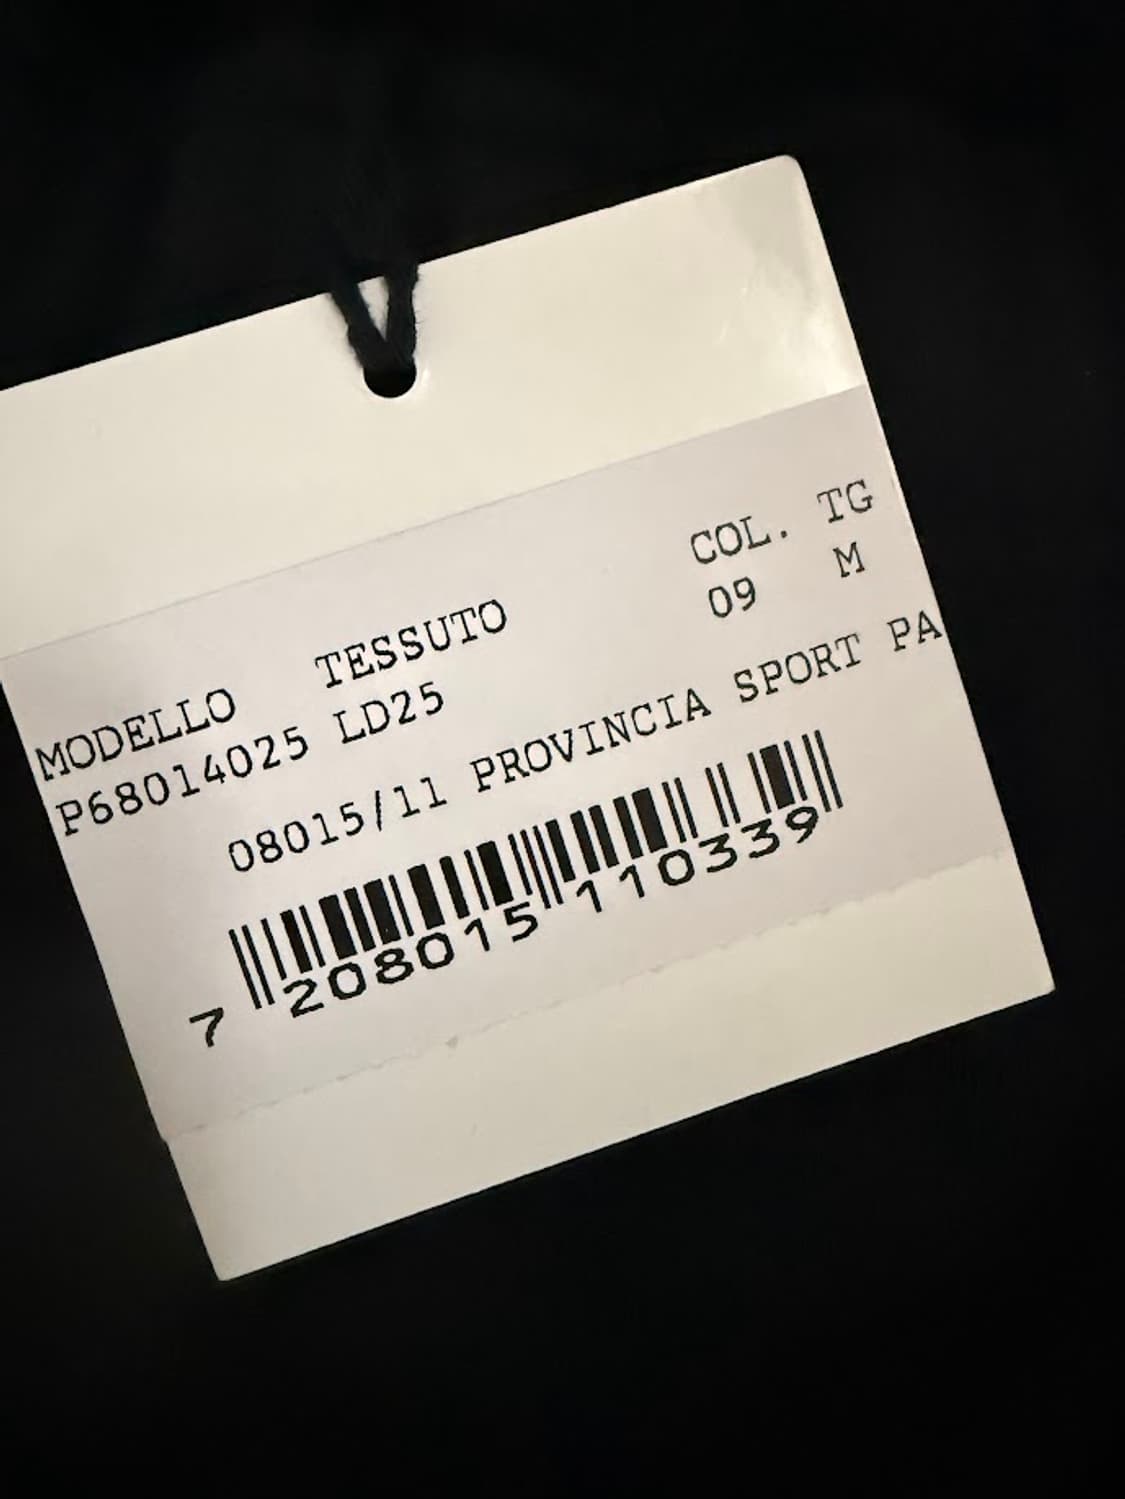 MODELLO TESSUTO COL. TG
P68014025 LD25 09 M
08015/11 PROVINCIA SPORT PA
7 208015 110339